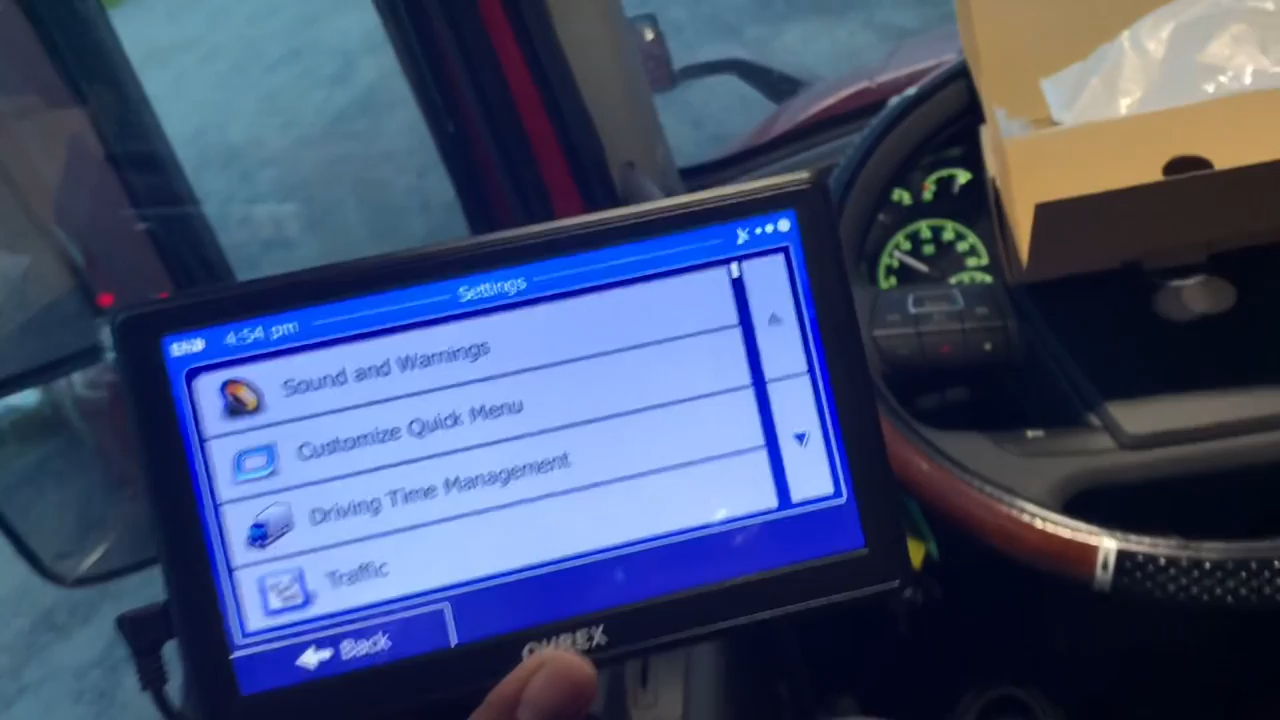 4:54 pm
Settings
Sound and Warnings
Customize Quick Menu
Driving Time Management
Traffic
Back